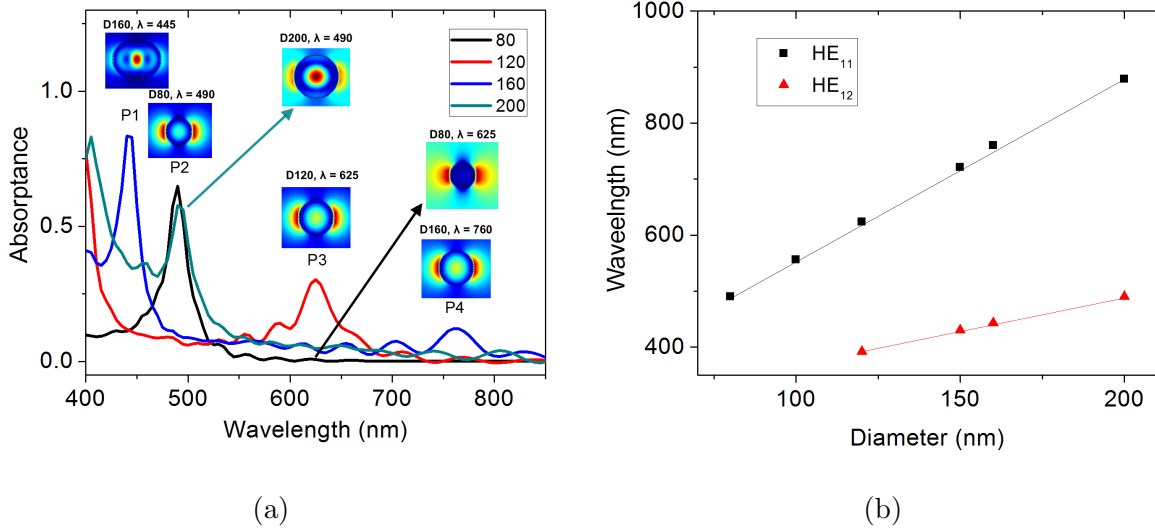 D160, λ = 445
D200, λ = 490
80
120
160
200
1.0
P1
D80, λ = 490
D80, λ = 625
P2
D120, λ = 625
0.5
D160, λ = 760
P3
P4
0.0
400
500
600
700
800
Absorptance
Wavelength (nm)
(a)
1000
HE11
HE12
800
600
400
100
150
200
Waveelngth (nm)
Diameter (nm)
(b)